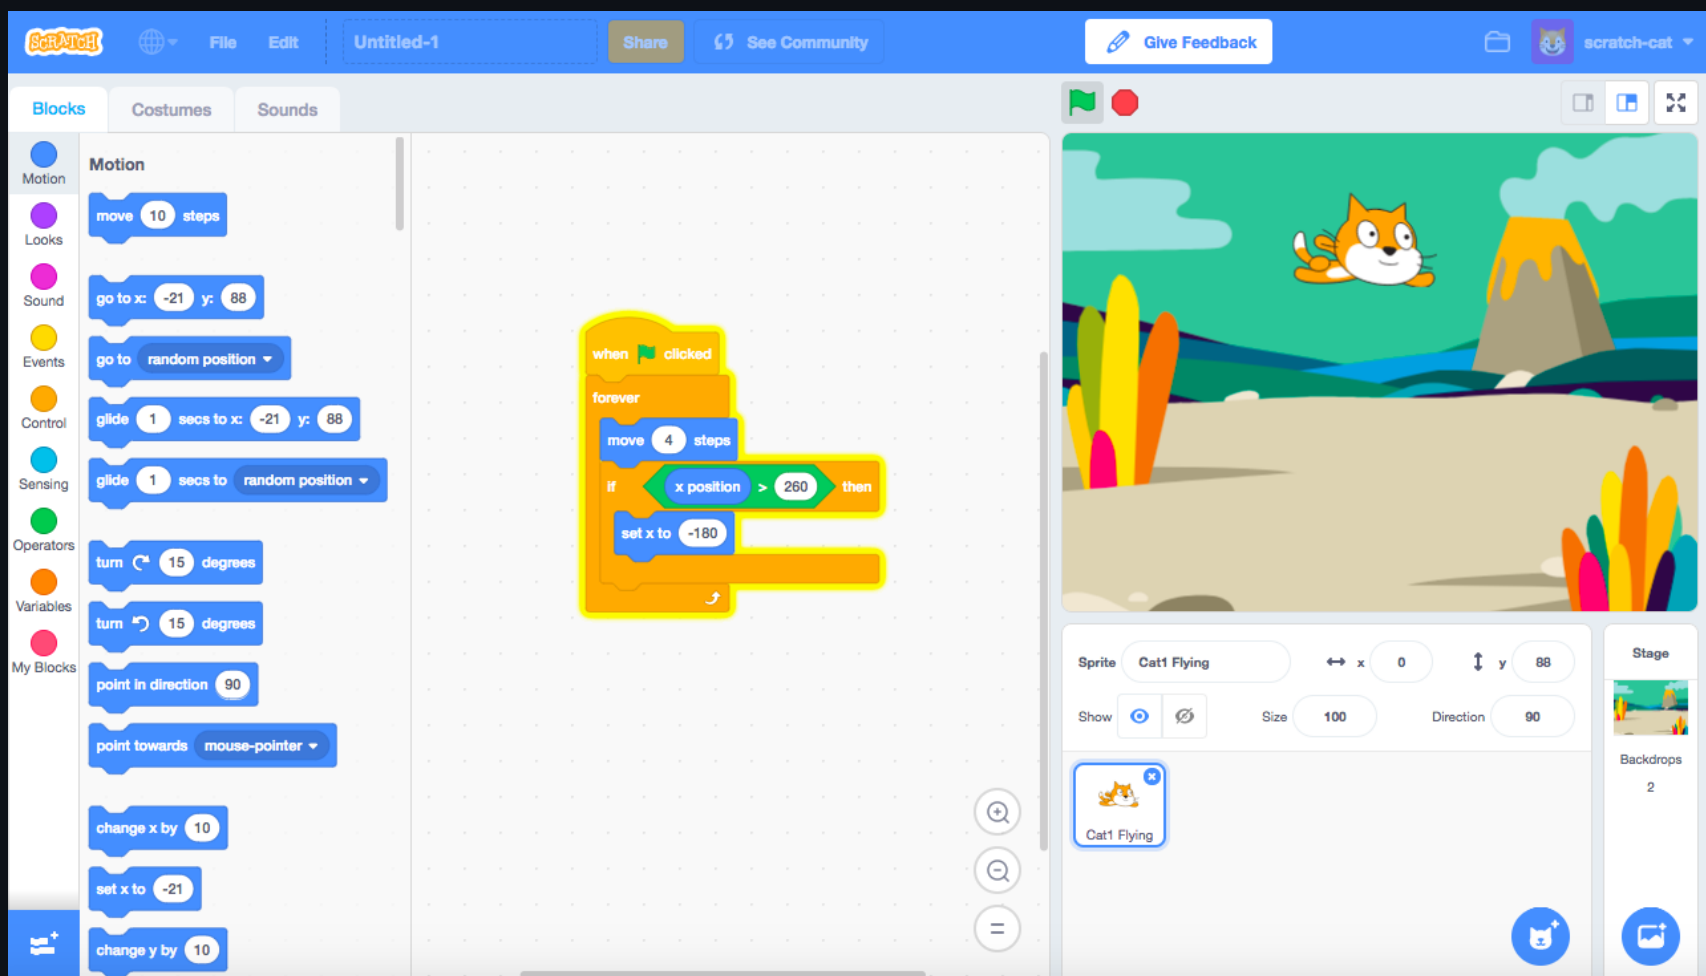 SCRATCH
File
Edit
Untitled-1
Share
See Community
Give Feedback
scratch-cat
Blocks
Costumes
Sounds
Motion
Looks
Sound
Events
Control
Sensing
Operators
Variables
My Blocks
Motion
move 10 steps
go to x: -21 y: 88
go to random position
glide 1 secs to x: -21 y: 88
glide 1 secs to random position
turn 15 degrees
turn 15 degrees
point in direction 90
point towards mouse-pointer
change x by 10
set x to -21
change y by 10
when clicked
forever
move 4 steps
if x position > 260 then
set x to -180
Sprite Cat1 Flying x 0 y 88
Show Size 100 Direction 90
Cat1 Flying
Stage
Backdrops
2